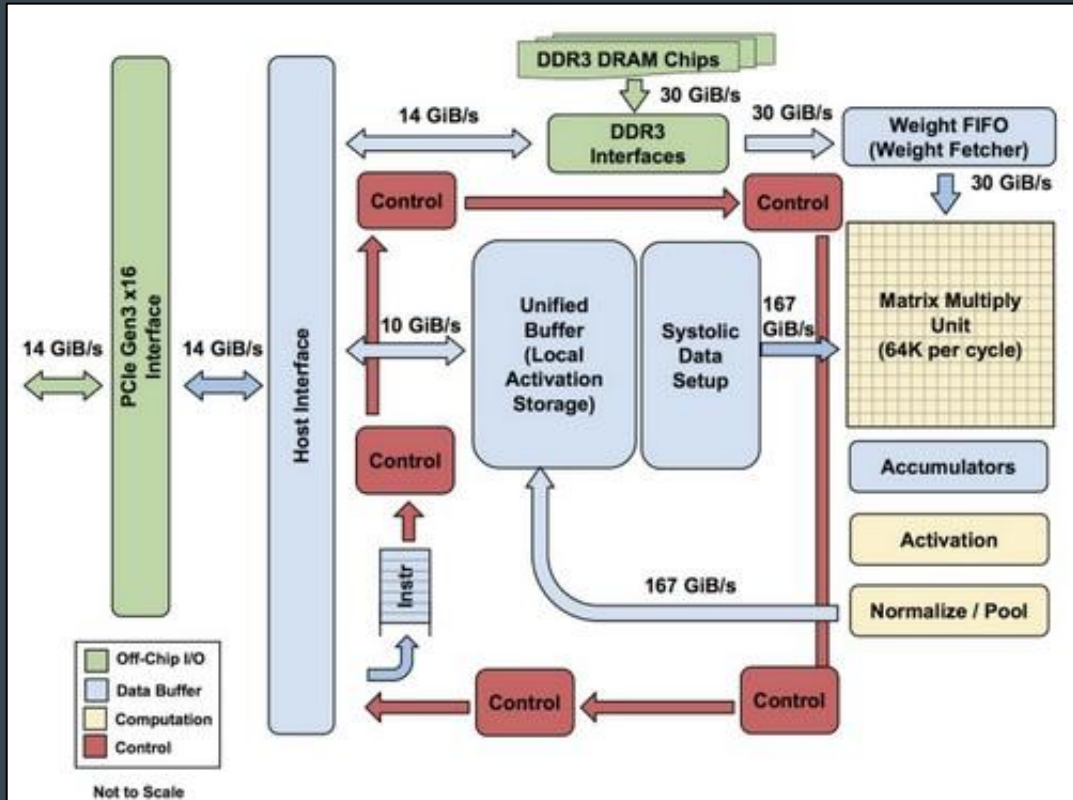 DDR3 DRAM Chips
30 GiB/s
14 GiB/s
DDR3
Interfaces
30 GiB/s
Weight FIFO
(Weight Fetcher)
30 GiB/s
Control
Control
PCIe Gen3 x16
Interface
14 GiB/s
14 GiB/s
Host Interface
10 GiB/s
Unified
Buffer
(Local
Activation
Storage)
Systolic
Data
Setup
167
GiB/s
Matrix Multiply
Unit
(64K per cycle)
Control
Accumulators
Instr
Activation
167 GiB/s
Normalize / Pool
Control
Control
Off-Chip I/O
Data Buffer
Computation
Control
Not to Scale